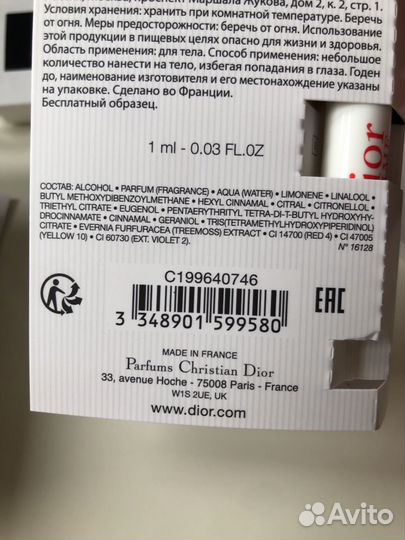 Маршала Жукова, дом 2, к. 2, стр. 1.
Условия хранения: хранить при комнатной температуре. Беречь
от огня. Меры предосторожности: беречь от огня. Использование
этой продукции в пищевых целях опасно для жизни и здоровья.
Область применения: для тела. Способ применения: небольшое
количество нанести на тело, избегая попадания в глаза. Годен
до, наименование изготовителя и его местонахождение указаны
на упаковке. Сделано во Франции.
Бесплатный образец.
1 ml - 0.03 FL.OZ
СОСТАВ: ALCOHOL • PARFUM (FRAGRANCE) • AQUA (WATER) • LIMONENE • LINALOOL •
BUTYL METHOXYDIBENZOYLMETHANE • HEXYL CINNAMAL • CITRAL • CITRONELLOL •
TRIETHYL CITRATE • EUGENOL • PENTAERYTHRITYL TETRA-DI-T-BUTYL HYDROXYHY-
DROCINNAMATE • CINNAMAL • GERANIOL • TRIS(TETRAMETHYLHYDROXYPIPERIDINOL)
CITRATE • EVERNIA FURFURACEA (TREEMOSS) EXTRACT • CI 14700 (RED 4) • CI 47005
(YELLOW 10) • CI 60730 (EXT. VIOLET 2).
N° 16128
C199640746
3 348901 599580
EAC
MADE IN FRANCE
Parfums Christian Dior
33, avenue Hoche - 75008 Paris - France
W1S 2UE, UK
www.dior.com
Avito